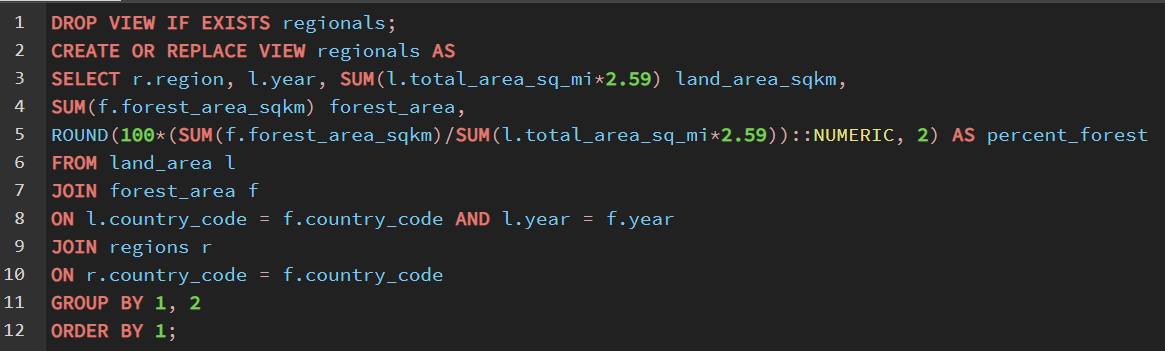 1 DROP VIEW IF EXISTS regionals;
2 CREATE OR REPLACE VIEW regionals AS
3 SELECT r.region, l.year, SUM(l.total_area_sq_mi*2.59) land_area_sqkm,
4 SUM(f.forest_area_sqkm) forest_area,
5 ROUND(100*(SUM(f.forest_area_sqkm)/SUM(l.total_area_sq_mi*2.59))::NUMERIC, 2) AS percent_forest
6 FROM land_area l
7 JOIN forest_area f
8 ON l.country_code = f.country_code AND l.year = f.year
9 JOIN regions r
10 ON r.country_code = f.country_code
11 GROUP BY 1, 2
12 ORDER BY 1;